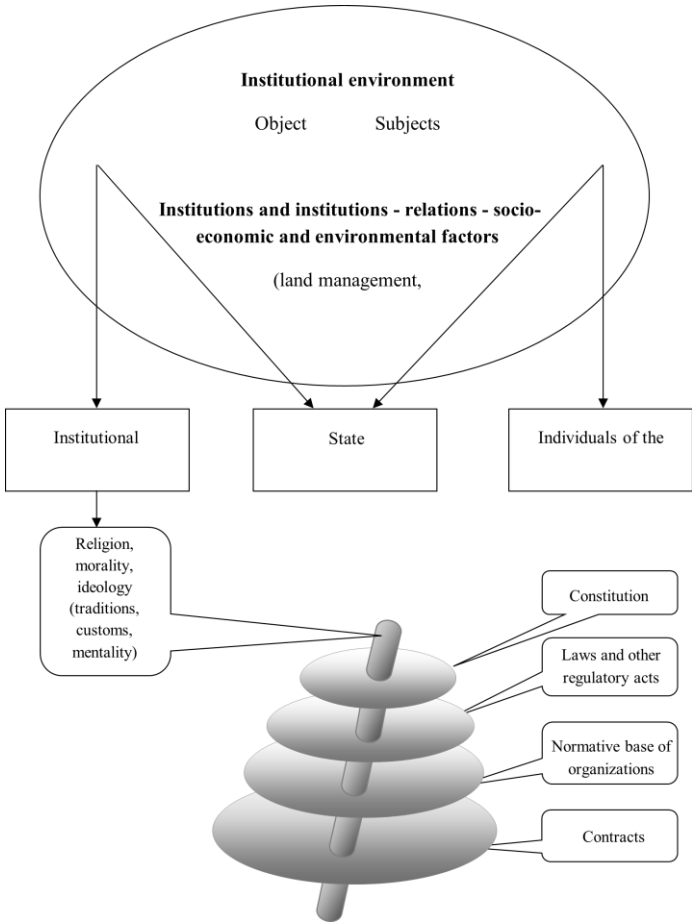 Institutional environment
Object Subjects
Institutions and institutions - relations - socio-
economic and environmental factors
(land management,
Institutional
State
Individuals of the
Religion,
morality,
ideology
(traditions,
customs,
mentality)
Constitution
Laws and other
regulatory acts
Normative base of
organizations
Contracts